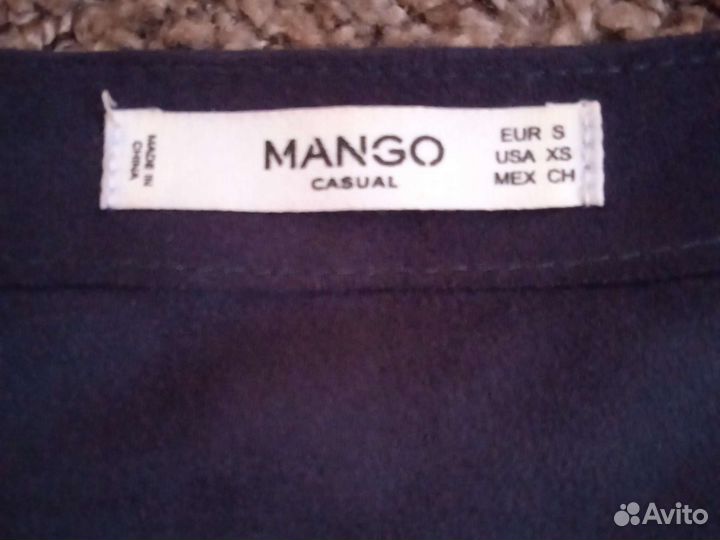 MADE IN
CHINA
MANGO
CASUAL
EUR S
USA XS
MEX CH
Avito